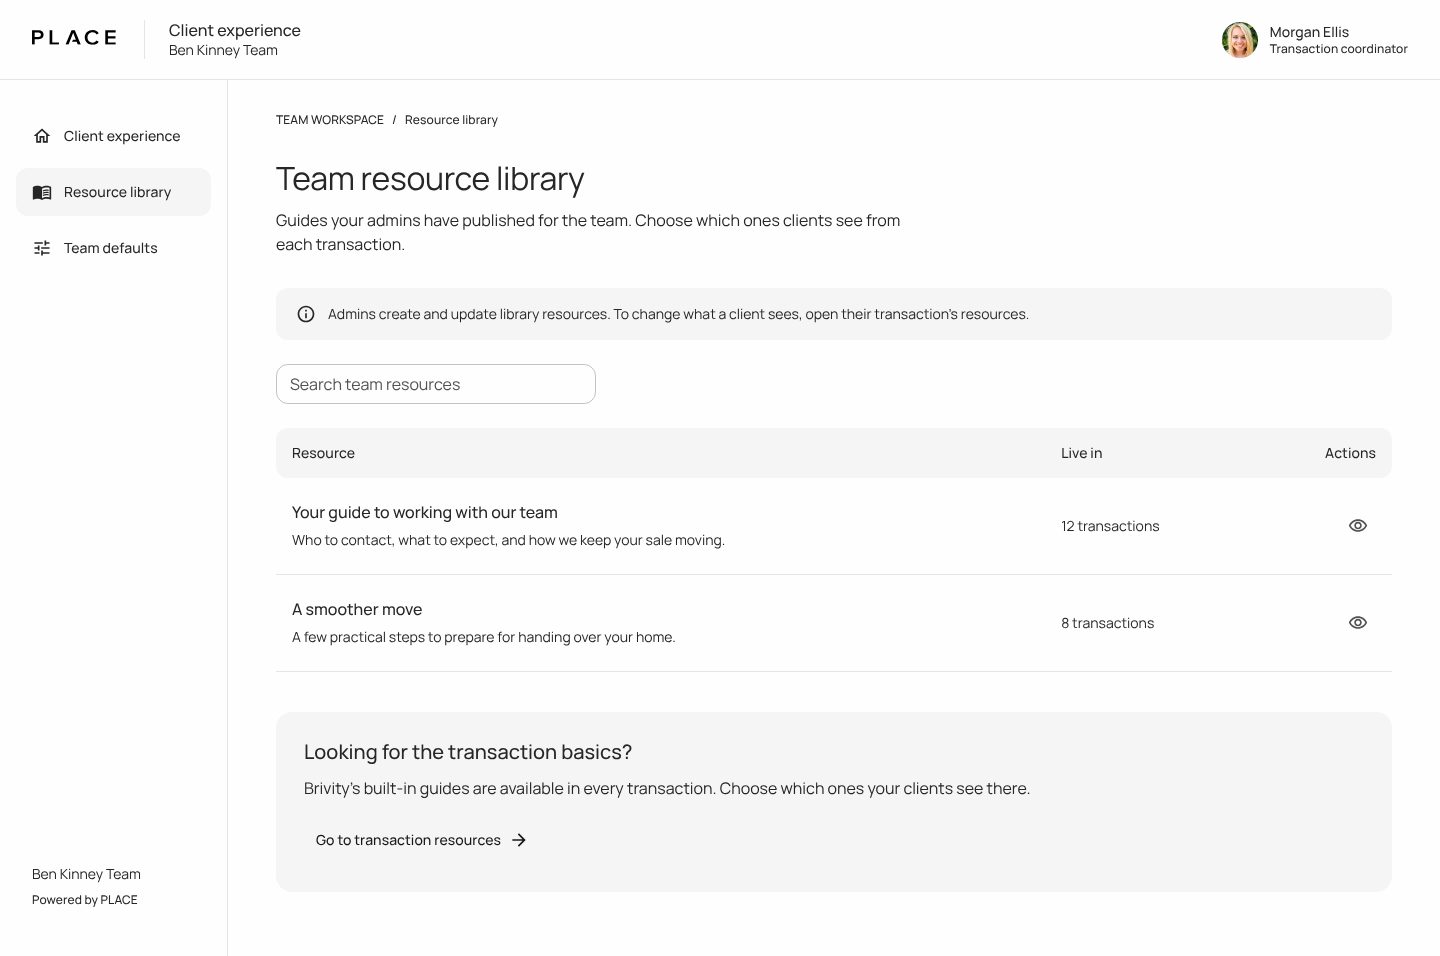 PLACE
Client experience
Ben Kinney Team
Morgan Ellis
Transaction coordinator
Client experience
Resource library
Team defaults
TEAM WORKSPACE / Resource library
Team resource library
Guides your admins have published for the team. Choose which ones clients see from
each transaction.
Admins create and update library resources. To change what a client sees, open their transaction's resources.
Search team resources
Resource Live in Actions
Your guide to working with our team
Who to contact, what to expect, and how we keep your sale moving.
12 transactions
A smoother move
A few practical steps to prepare for handing over your home.
8 transactions
Looking for the transaction basics?
Brivity's built-in guides are available in every transaction. Choose which ones your clients see there.
Go to transaction resources
Ben Kinney Team
Powered by PLACE